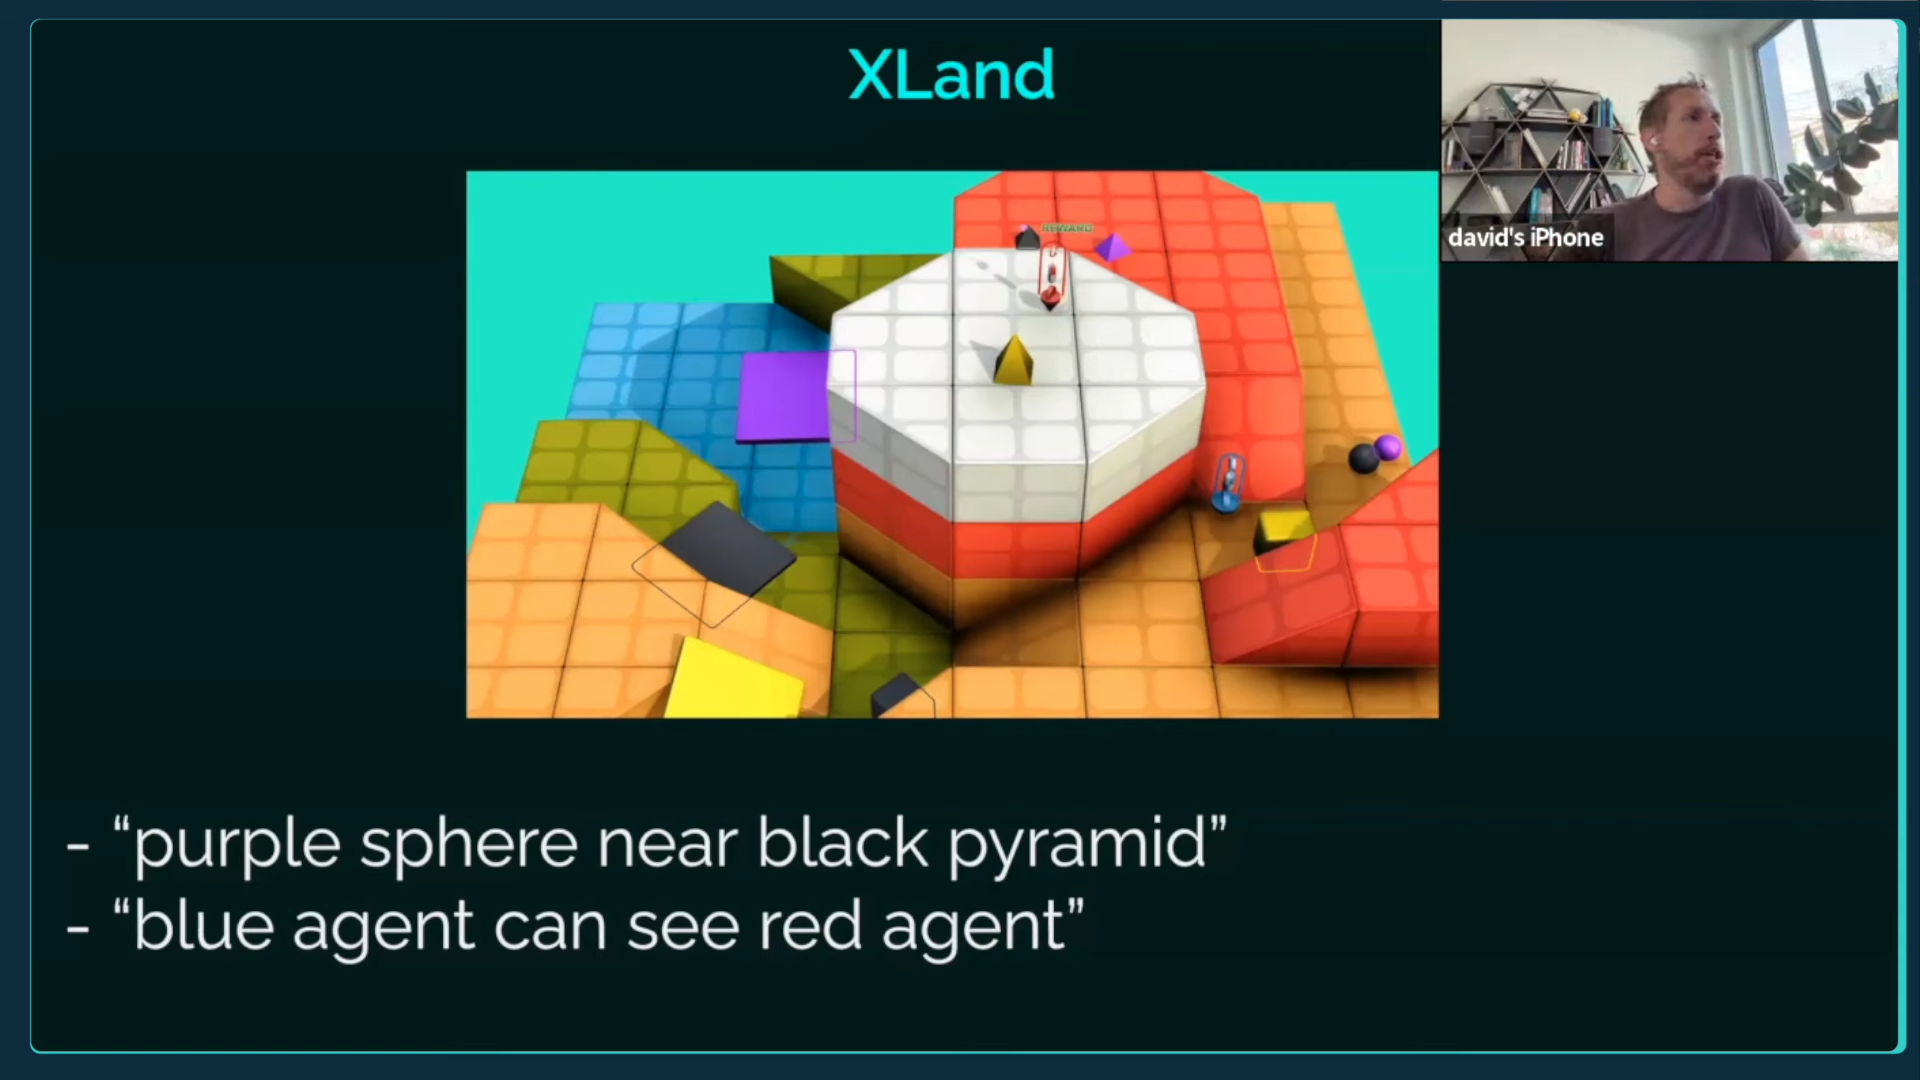 XLand
REWARD
david's iPhone
- “purple sphere near black pyramid”
- “blue agent can see red agent”